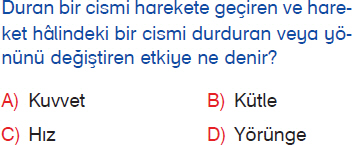 Duran bir cismi harekete geçiren ve hare-
ket hâlindeki bir cismi durduran veya yö-
nünü değiştiren etkiye ne denir?
A) Kuvvet B) Kütle
C) Hız D) Yörünge